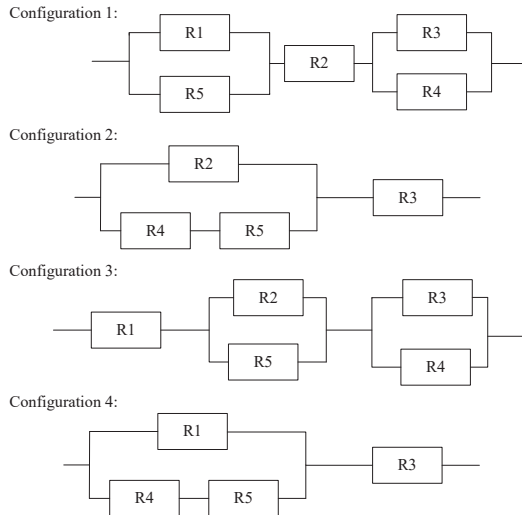 Configuration 1:
R1
R3
R2
R5
R4
Configuration 2:
R2
R3
R4 R5
Configuration 3:
R2 R3
R1
R5 R4
Configuration 4:
R1
R3
R4 R5